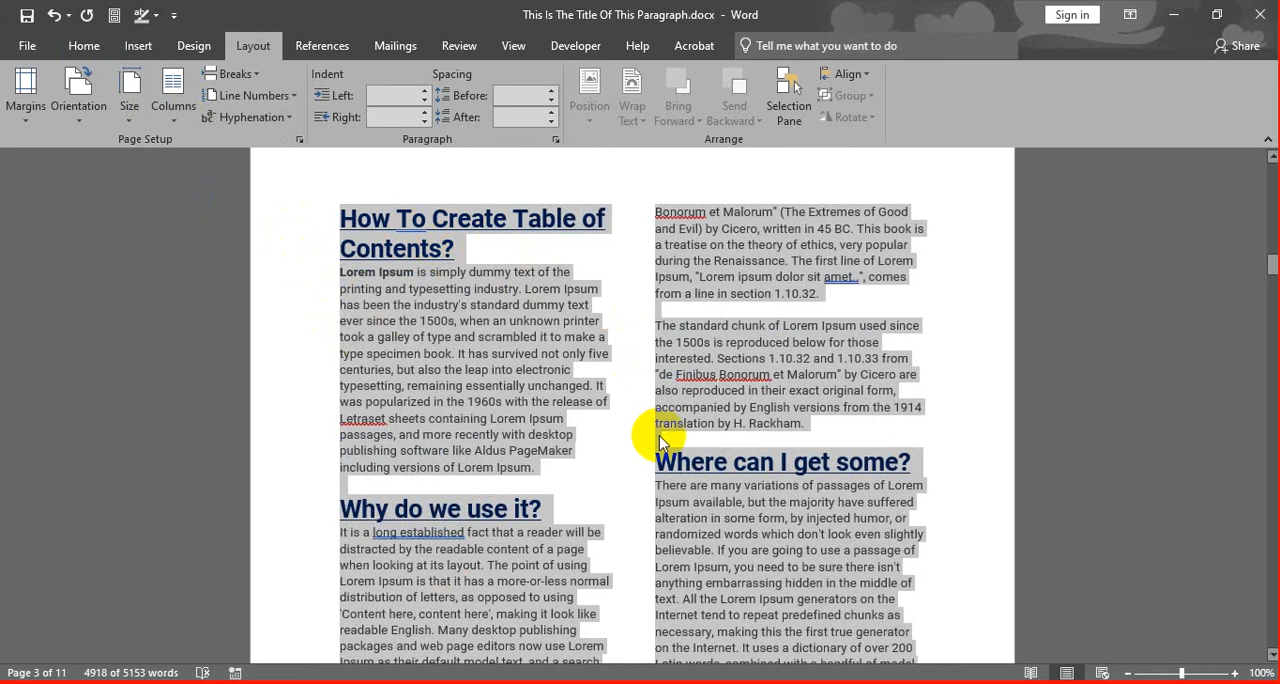 This Is The Title Of This Paragraph.docx - Word
Sign in
File Home Insert Design Layout References Mailings Review View Developer Help Acrobat Tell me what you want to do Share
Margins
Orientation
Size
Columns
Breaks
Line Numbers
Hyphenation
Page Setup
Indent
Left:
Right:
Spacing
Before:
After:
Paragraph
Position
Wrap
Text
Bring
Forward
Send
Backward
Selection
Pane
Align
Group
Rotate
Arrange
How To Create Table of
Contents?
Lorem Ipsum is simply dummy text of the
printing and typesetting industry. Lorem Ipsum
has been the industry's standard dummy text
ever since the 1500s, when an unknown printer
took a galley of type and scrambled it to make a
type specimen book. It has survived not only five
centuries, but also the leap into electronic
typesetting, remaining essentially unchanged. It
was popularized in the 1960s with the release of
Letraset sheets containing Lorem Ipsum
passages, and more recently with desktop
publishing software like Aldus PageMaker
including versions of Lorem Ipsum.
Why do we use it?
It is a long established fact that a reader will be
distracted by the readable content of a page
when looking at its layout. The point of using
Lorem Ipsum is that it has a more-or-less normal
distribution of letters, as opposed to using
'Content here, content here', making it look like
readable English. Many desktop publishing
packages and web page editors now use Lorem
Ipsum as their default model text, and a search
Bonorum et Malorum" (The Extremes of Good
and Evil) by Cicero, written in 45 BC. This book is
a treatise on the theory of ethics, very popular
during the Renaissance. The first line of Lorem
Ipsum, "Lorem ipsum dolor sit amet..", comes
from a line in section 1.10.32.
The standard chunk of Lorem Ipsum used since
the 1500s is reproduced below for those
interested. Sections 1.10.32 and 1.10.33 from
"de Finibus Bonorum et Malorum" by Cicero are
also reproduced in their exact original form,
accompanied by English versions from the 1914
translation by H. Rackham.
Where can I get some?
There are many variations of passages of Lorem
Ipsum available, but the majority have suffered
alteration in some form, by injected humor, or
randomized words which don't look even slightly
believable. If you are going to use a passage of
Lorem Ipsum, you need to be sure there isn't
anything embarrassing hidden in the middle of
text. All the Lorem Ipsum generators on the
Internet tend to repeat predefined chunks as
necessary, making this the first true generator
on the Internet. It uses a dictionary of over 200
Latin words, combined with a handful of model
Page 3 of 11 4918 of 5153 words 100%